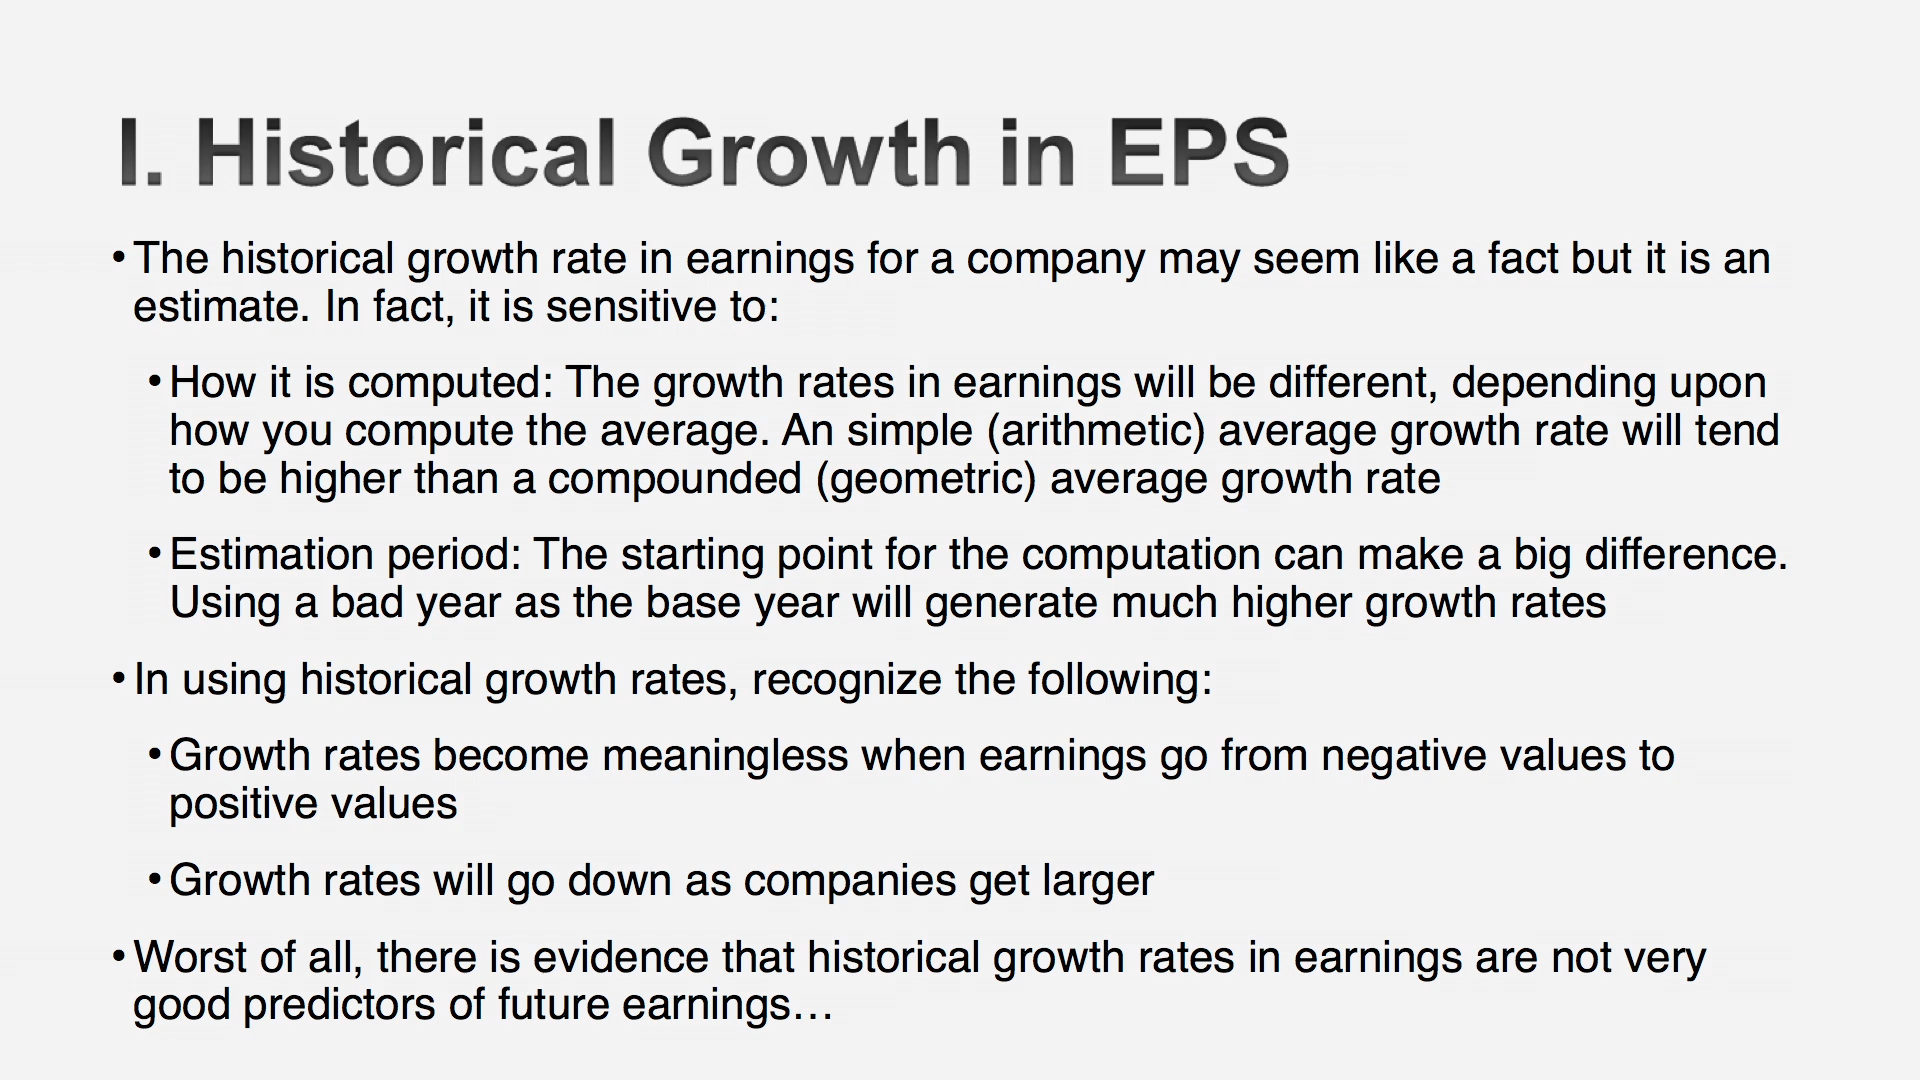 I. Historical Growth in EPS
• The historical growth rate in earnings for a company may seem like a fact but it is an
estimate. In fact, it is sensitive to:
• How it is computed: The growth rates in earnings will be different, depending upon
how you compute the average. An simple (arithmetic) average growth rate will tend
to be higher than a compounded (geometric) average growth rate
• Estimation period: The starting point for the computation can make a big difference.
Using a bad year as the base year will generate much higher growth rates
• In using historical growth rates, recognize the following:
• Growth rates become meaningless when earnings go from negative values to
positive values
• Growth rates will go down as companies get larger
• Worst of all, there is evidence that historical growth rates in earnings are not very
good predictors of future earnings…